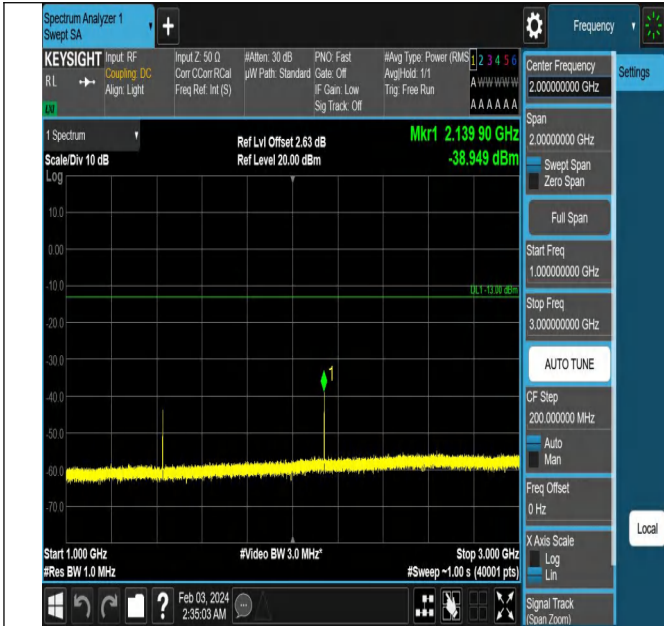 Spectrum Analyzer 1
Swept SA
Frequency
KEYSIGHT
RL
LXI
Input: RF
Coupling: DC
Align: Light
Input Z: 50 Ω
Corr CCorr RCal
Freq Ref: Int (S)
#Atten: 30 dB
µW Path: Standard
PNO: Fast
Gate: Off
IF Gain: Low
Sig Track: Off
#Avg Type: Power (RMS
Avg|Hold: 1/1
Trig: Free Run
1 2 3 4 5 6
A W W W W W
A A A A A A
1 Spectrum
Scale/Div 10 dB
Log
Ref Lvl Offset 2.63 dB
Ref Level 20.00 dBm
Mkr1 2.139 90 GHz
-38.949 dBm
10.0
0.00
-10.0
DL1 -13.00 dBm
-20.0
-30.0
1
-40.0
-50.0
-60.0
-70.0
Start 1.000 GHz
#Res BW 1.0 MHz
#Video BW 3.0 MHz*
Stop 3.000 GHz
#Sweep ~1.00 s (40001 pts)
?
Feb 03, 2024
2:35:03 AM
Center Frequency
2.000000000 GHz
Settings
Span
2.00000000 GHz
Swept Span
Zero Span
Full Span
Start Freq
1.000000000 GHz
Stop Freq
3.000000000 GHz
AUTO TUNE
CF Step
200.000000 MHz
Auto
Man
Freq Offset
0 Hz
X Axis Scale
Log
Lin
Local
Signal Track
(Span Zoom)